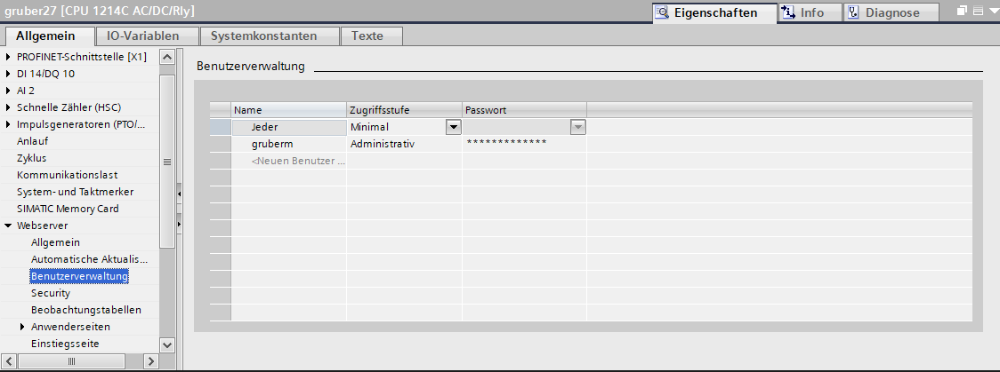 gruber27 [CPU 1214C AC/DC/Rly]
Eigenschaften
Info
Diagnose
Allgemein
IO-Variablen
Systemkonstanten
Texte
PROFINET-Schnittstelle [X1]
DI 14/DQ 10
AI 2
Schnelle Zähler (HSC)
Impulsgeneratoren (PTO/...
Anlauf
Zyklus
Kommunikationslast
System- und Taktmerker
SIMATIC Memory Card
Webserver
Allgemein
Automatische Aktualis...
Benutzerverwaltung
Security
Beobachtungstabellen
Anwenderseiten
Einstiegsseite
Benutzerverwaltung
Name Zugriffsstufe Passwort
Jeder Minimal
gruberm Administrativ *************
<Neuen Benutzer ...